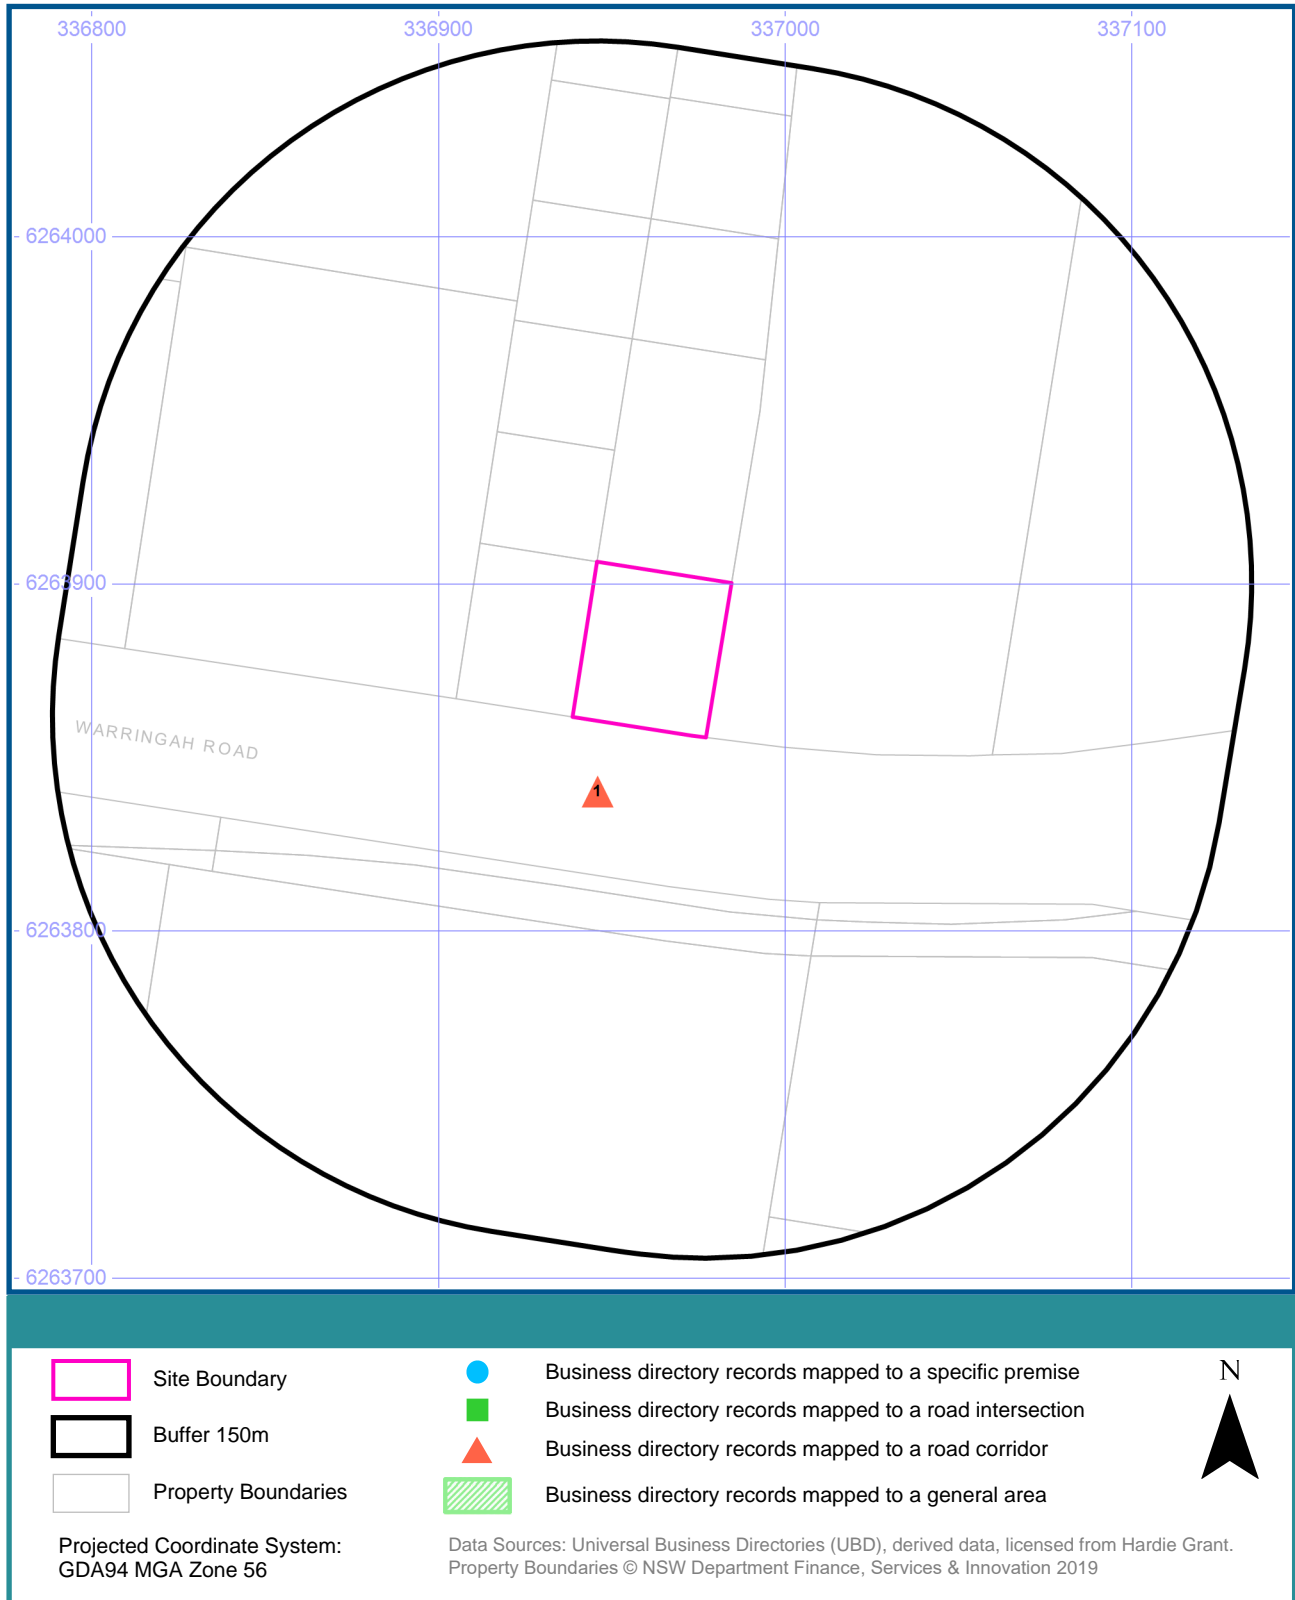 336800 336900 337000 337100
6264000
6263900
WARRINGAH ROAD
1
6263800
6263700
Site Boundary
Buffer 150m
Property Boundaries
Business directory records mapped to a specific premise
Business directory records mapped to a road intersection
Business directory records mapped to a road corridor
Business directory records mapped to a general area
N
Projected Coordinate System:
GDA94 MGA Zone 56
Data Sources: Universal Business Directories (UBD), derived data, licensed from Hardie Grant.
Property Boundaries © NSW Department Finance, Services & Innovation 2019